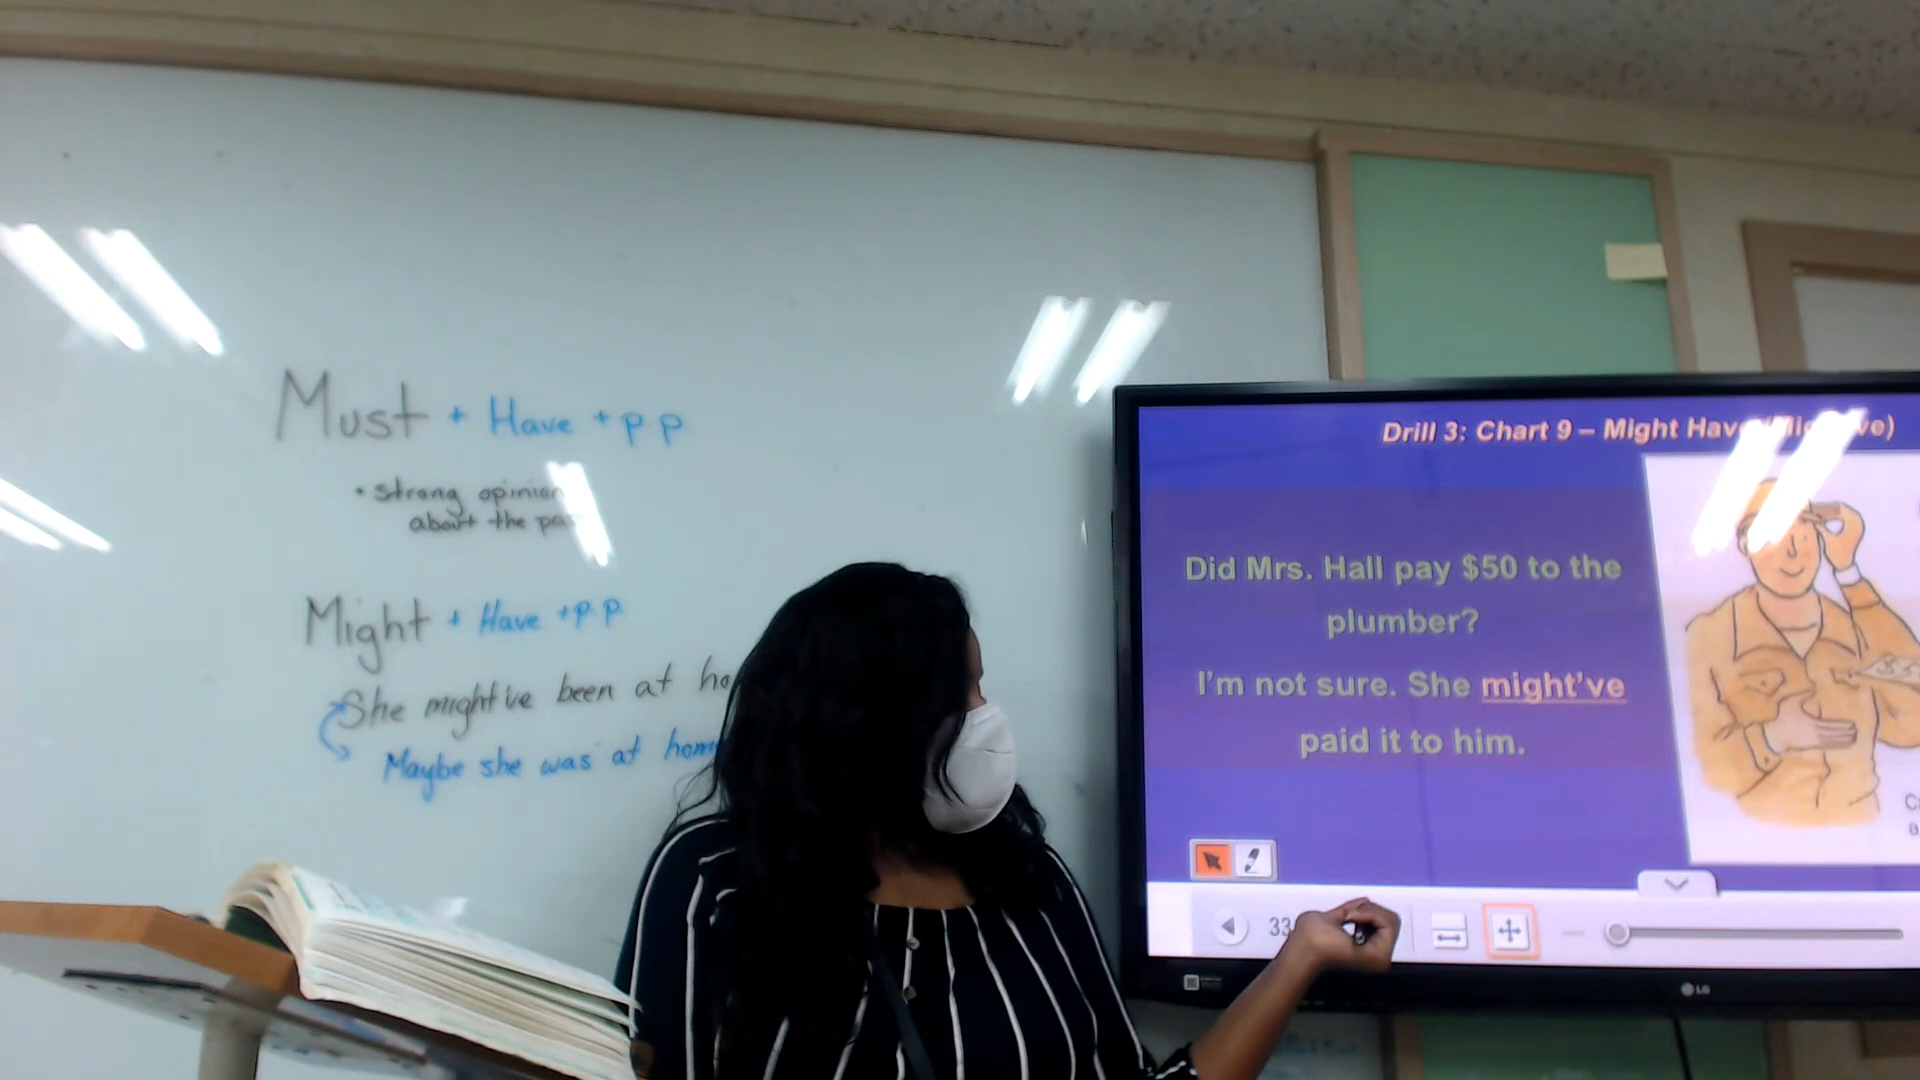 Must + Have + p p.
• strong opinion
about the
Might + Have + p. p.
She might've been at
Maybe she was at home
Drill 3: Chart 9 – Might Have
Did Mrs. Hall pay $50 to the
plumber?
I'm not sure. She might've
paid it to him.
33
LG